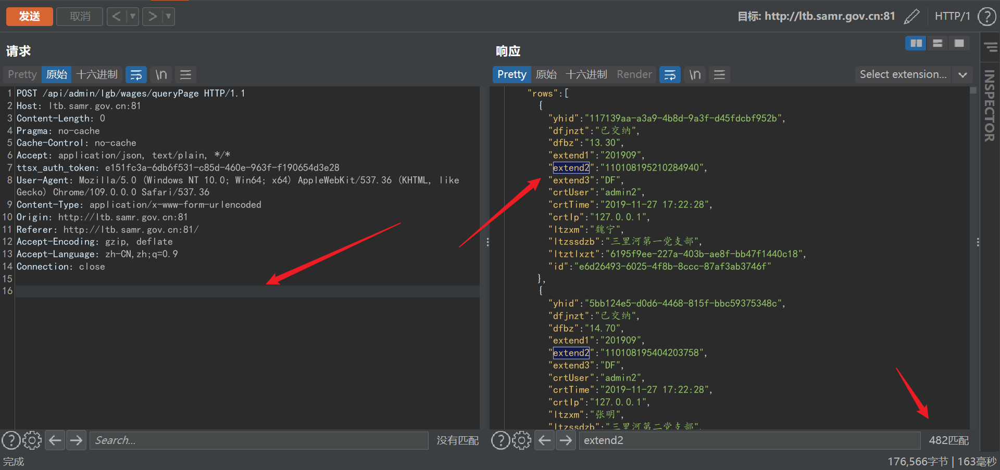 发送 取消 < ▾ > ▾ 目标: http://ltb.samr.gov.cn:81 HTTP/1 ?
请求
Pretty 原始 十六进制 \n
1 POST /api/admin/lgb/wages/queryPage HTTP/1.1
2 Host: ltb.samr.gov.cn:81
3 Content-Length: 0
4 Pragma: no-cache
5 Cache-Control: no-cache
6 Accept: application/json, text/plain, */*
7 ttsx_auth_token: e151fc3a-6db6f531-c85d-460e-963f-f190654d3e28
8 User-Agent: Mozilla/5.0 (Windows NT 10.0; Win64; x64) AppleWebKit/537.36 (KHTML, like
Gecko) Chrome/109.0.0.0 Safari/537.36
9 Content-Type: application/x-www-form-urlencoded
10 Origin: http://ltb.samr.gov.cn:81
11 Referer: http://ltb.samr.gov.cn:81/
12 Accept-Encoding: gzip, deflate
13 Accept-Language: zh-CN,zh;q=0.9
14 Connection: close
15
16
? Search... 没有匹配
响应
Pretty 原始 十六进制 Render \n Select extension...
"rows":[
{
"yhid":"117139aa-a3a9-4b8d-9a3f-d45fdcbf952b",
"dfjnzt":"已交纳",
"dfbz":"13.30",
"extend1":"201909",
"extend2":"110108195210284940",
"extend3":"DF",
"crtUser":"admin2",
"crtTime":"2019-11-27 17:22:28",
"crtIp":"127.0.0.1",
"ltzxm":"魏宁",
"ltzssdzb":"三里河第一党支部",
"ltztlxzt":"6195f9ee-227a-403b-ae8f-bb47f1440c18",
"id":"e6d26493-6025-4f8b-8ccc-87af3ab3746f"
},
{
"yhid":"5bb124e5-d0d6-4468-815f-bbc59375348c",
"dfjnzt":"已交纳",
"dfbz":"14.70",
"extend1":"201909",
"extend2":"110108195404203758",
"extend3":"DF",
"crtUser":"admin2",
"crtTime":"2019-11-27 17:22:28",
"crtIp":"127.0.0.1",
"ltzxm":"张明",
"ltzssdzb":"三里河第二党支部",
? extend2 482匹配
INSPECTOR
完成 176,566字节 | 163毫秒